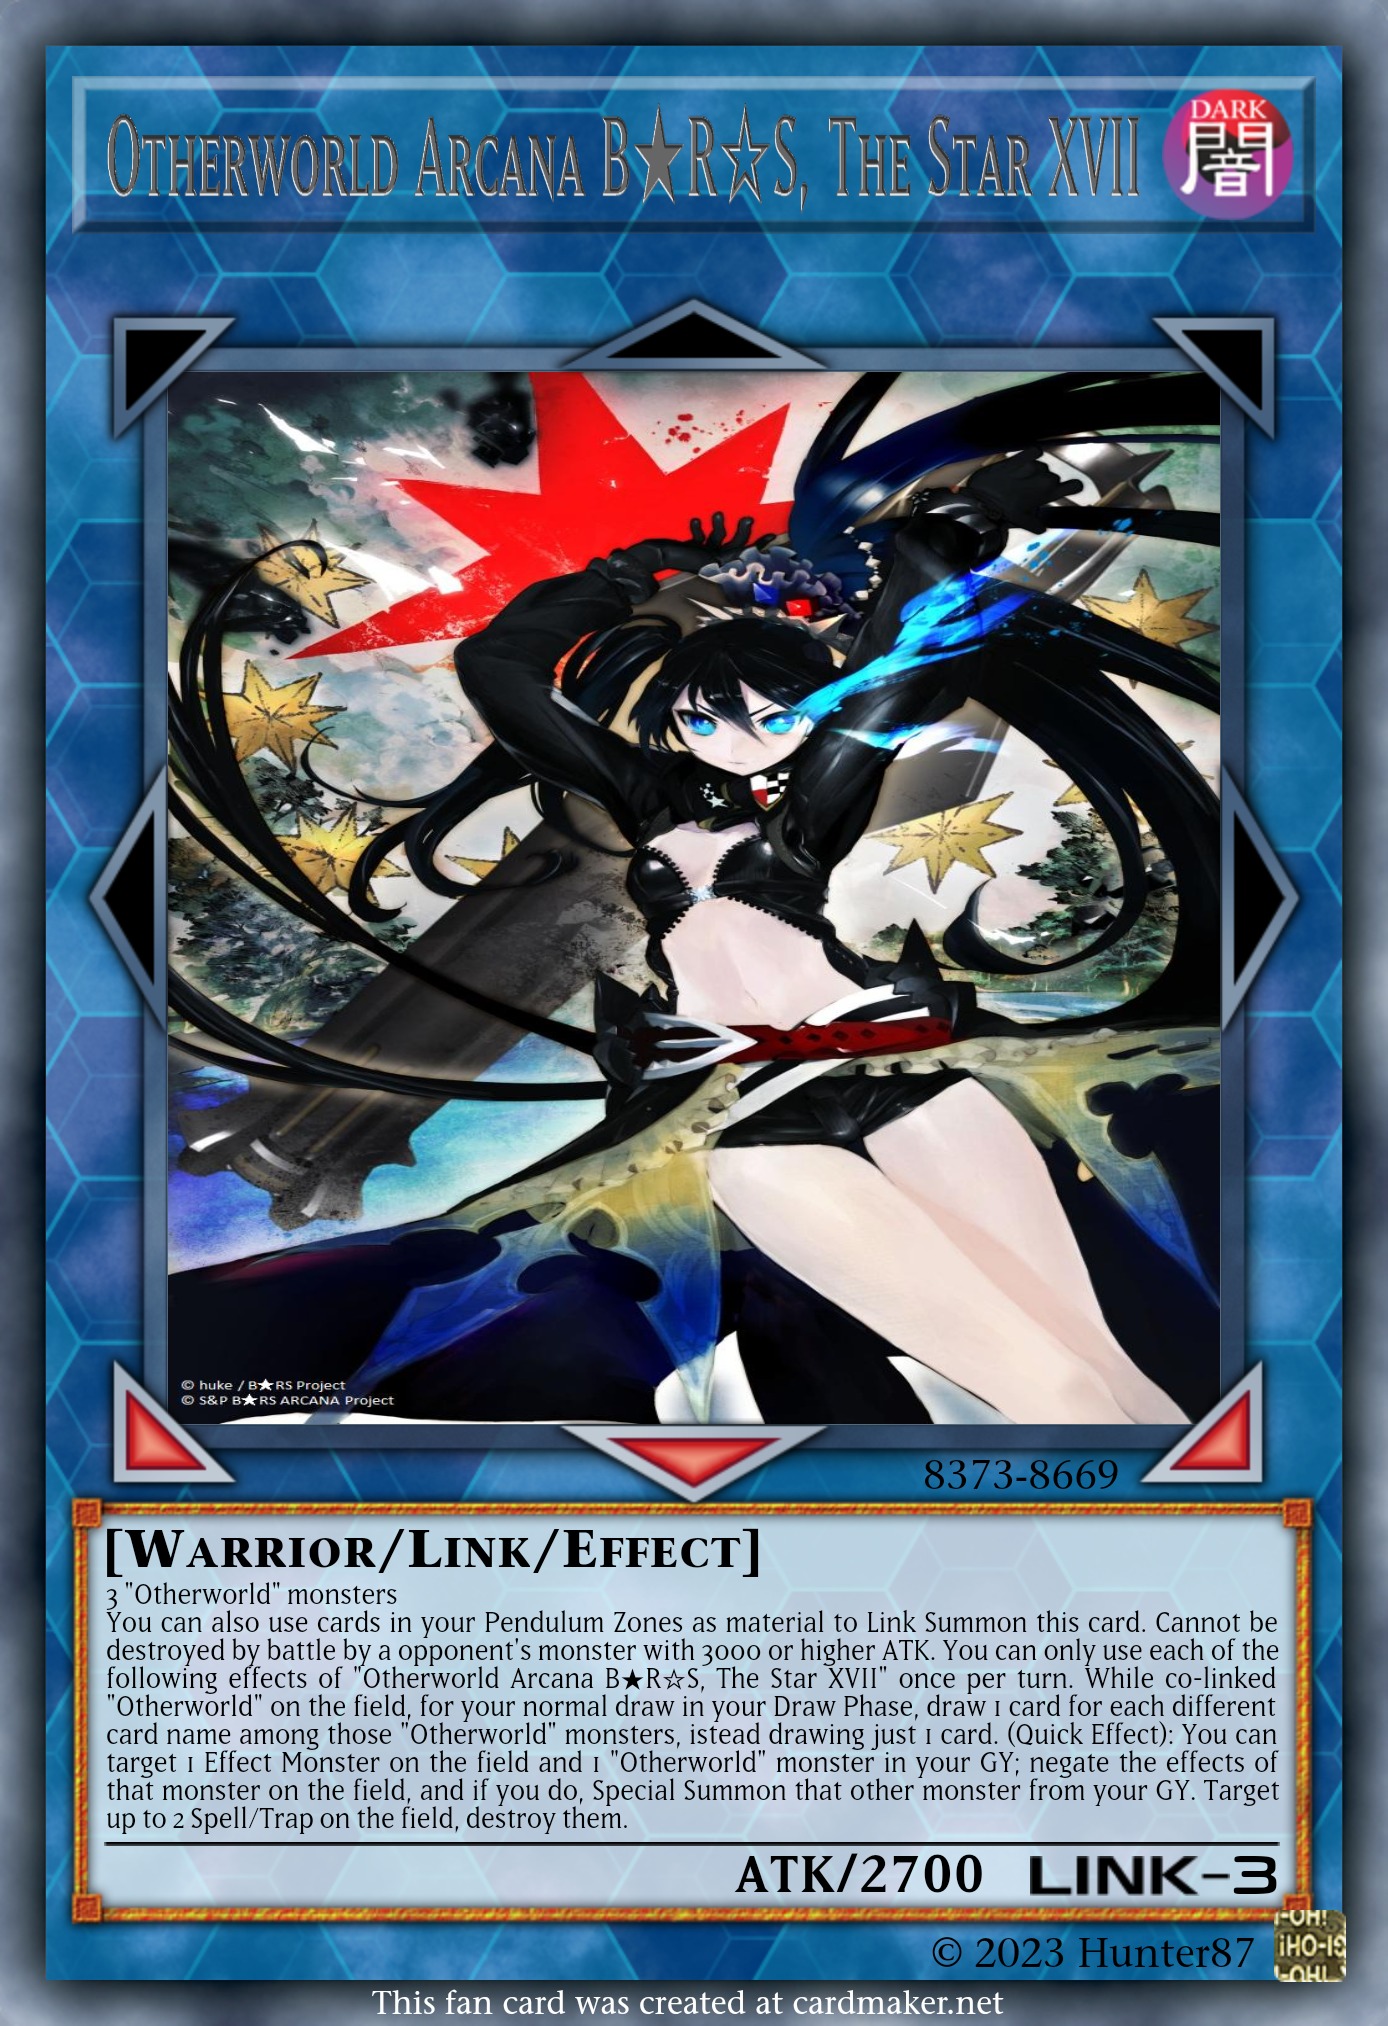 OTHERWORLD ARCANA B★R☆S, THE STAR XVII
DARK
闇
© huke / B★RS Project
© S&P B★RS ARCANA Project
8373-8669
[WARRIOR/LINK/EFFECT]
3 "Otherworld" monsters
You can also use cards in your Pendulum Zones as material to Link Summon this card. Cannot be
destroyed by battle by a opponent's monster with 3000 or higher ATK. You can only use each of the
following effects of "Otherworld Arcana B★R☆S, The Star XVII" once per turn. While co-linked
"Otherworld" on the field, for your normal draw in your Draw Phase, draw 1 card for each different
card name among those "Otherworld" monsters, istead drawing just 1 card. (Quick Effect): You can
target 1 Effect Monster on the field and 1 "Otherworld" monster in your GY; negate the effects of
that monster on the field, and if you do, Special Summon that other monster from your GY. Target
up to 2 Spell/Trap on the field, destroy them.
ATK/2700 LINK-3
© 2023 Hunter87
This fan card was created at cardmaker.net